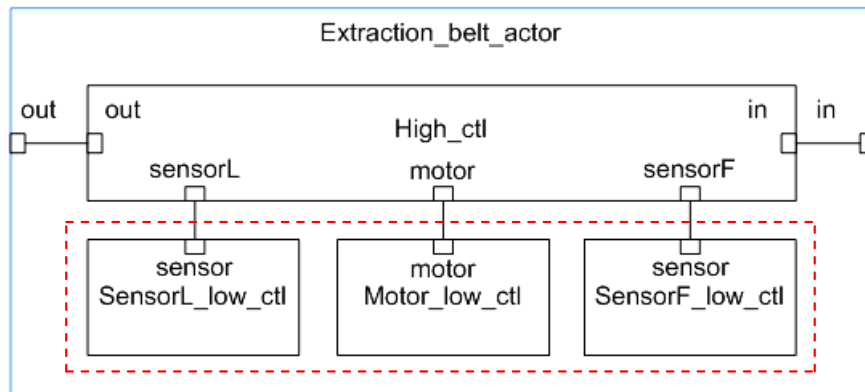 Extraction_belt_actor
out out in in
High_ctl
sensorL motor sensorF
sensor motor sensor
SensorL_low_ctl Motor_low_ctl SensorF_low_ctl